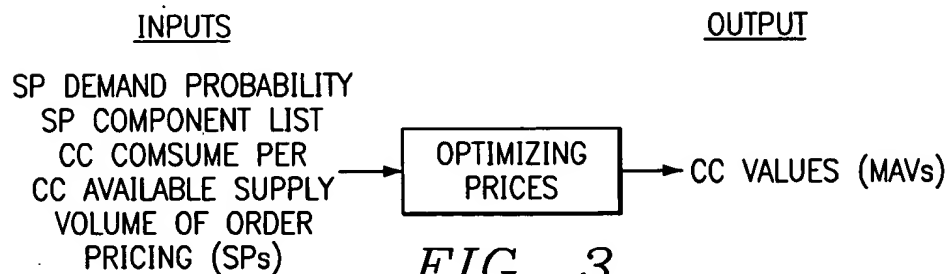 INPUTS
SP DEMAND PROBABILITY
SP COMPONENT LIST
CC COMSUME PER
CC AVAILABLE SUPPLY
VOLUME OF ORDER
PRICING (SPs)
OPTIMIZING
PRICES
OUTPUT
CC VALUES (MAVs)
FIG. 3